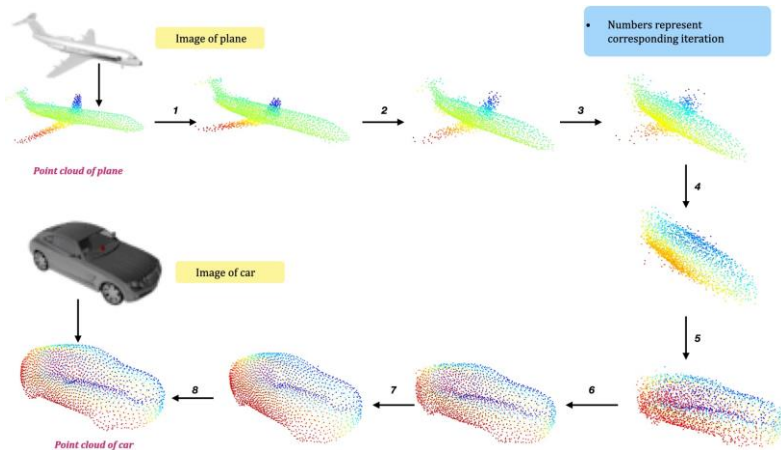 Image of plane
• Numbers represent
corresponding iteration
1
2
3
Point cloud of plane
4
Image of car
5
8
7
6
Point cloud of car